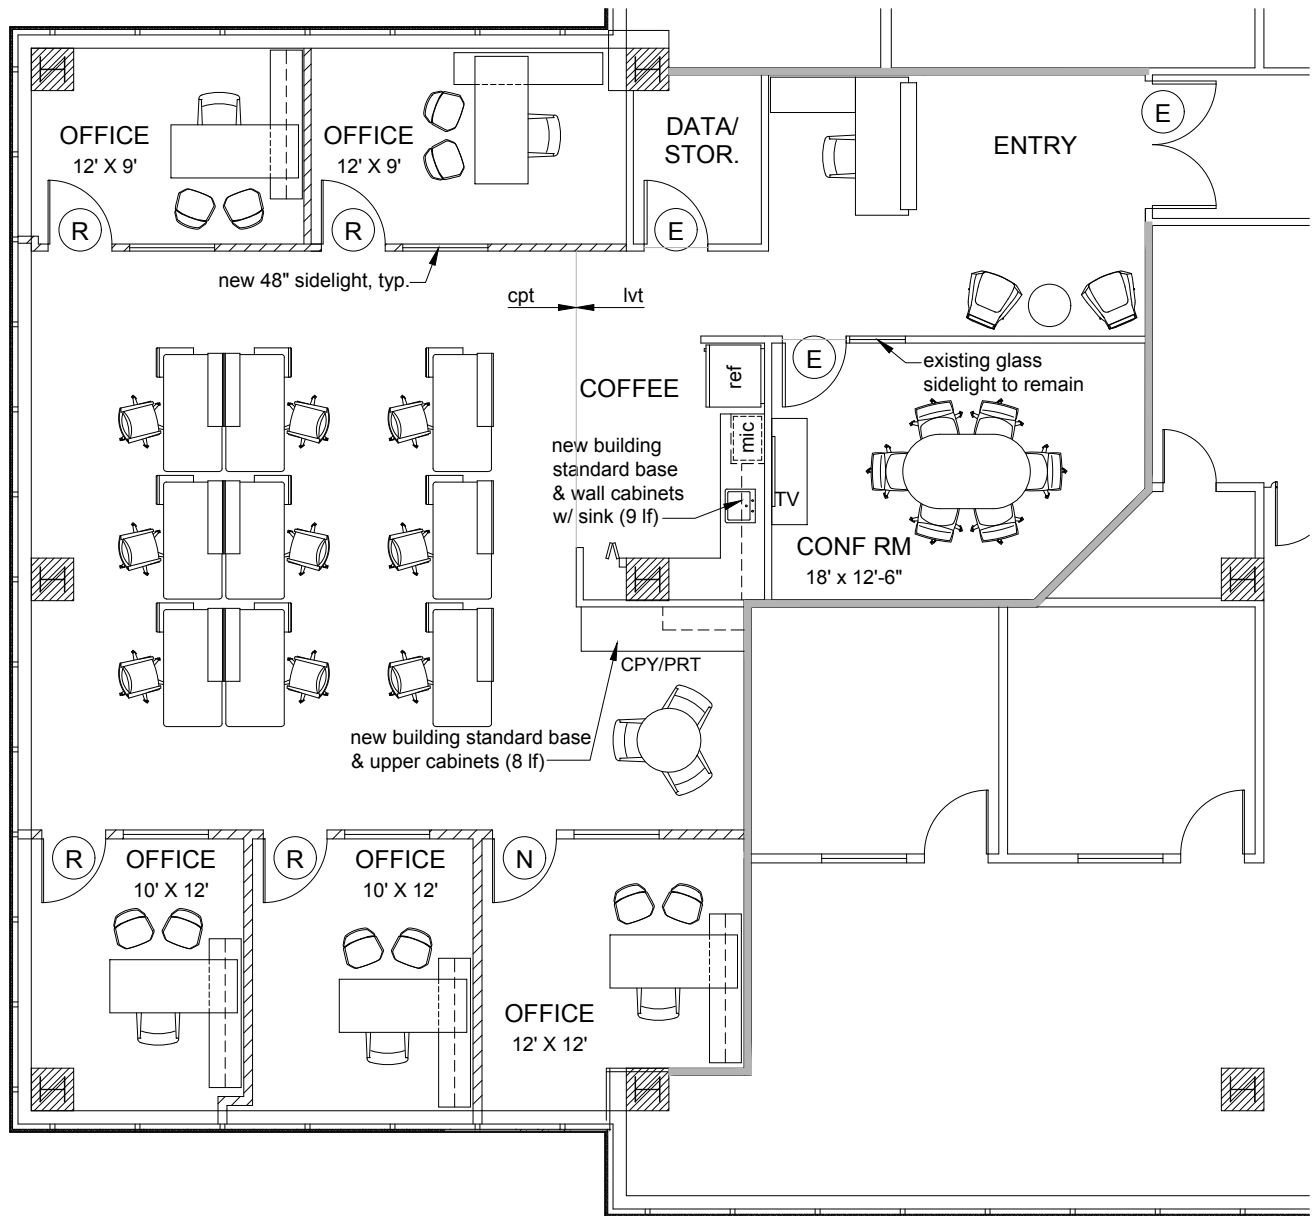 OFFICE
12' X 9'
R
OFFICE
12' X 9'
R
DATA/
STOR.
E
ENTRY
E
new 48" sidelight, typ.
cpt
lvt
COFFEE
ref
E
existing glass
sidelight to remain
new building
standard base
& wall cabinets
w/ sink (9 lf)
mic
TV
CONF RM
18' x 12'-6"
CPY/PRT
new building standard base
& upper cabinets (8 lf)
R
OFFICE
10' X 12'
R
OFFICE
10' X 12'
N
OFFICE
12' X 12'